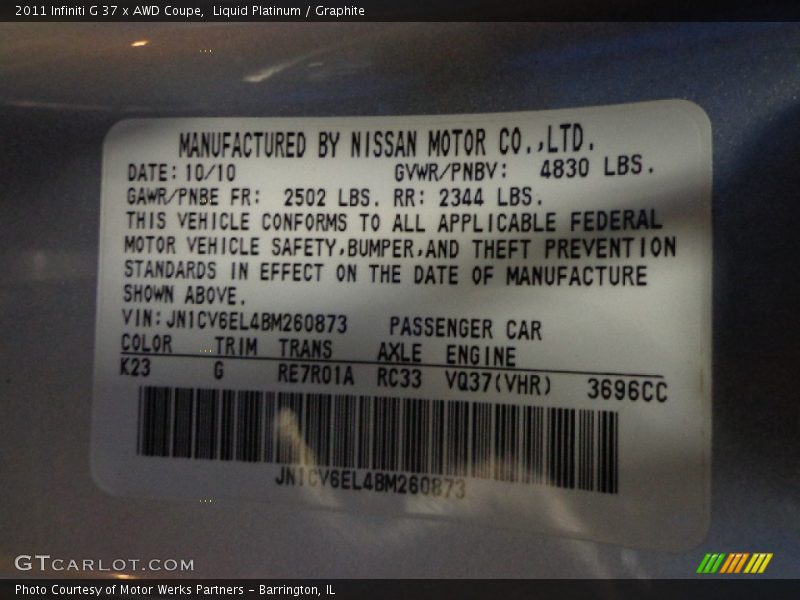 2011 Infiniti G 37 x AWD Coupe,  Liquid Platinum / Graphite
MANUFACTURED BY NISSAN MOTOR CO.,LTD.
DATE: 10/10 GVWR/PNBV: 4830 LBS.
GAWR/PNBE FR: 2502 LBS. RR: 2344 LBS.
THIS VEHICLE CONFORMS TO ALL APPLICABLE FEDERAL
MOTOR VEHICLE SAFETY,BUMPER,AND THEFT PREVENTION
STANDARDS IN EFFECT ON THE DATE OF MANUFACTURE
SHOWN ABOVE.
VIN: JN1CV6EL4BM260873 PASSENGER CAR
COLOR TRIM TRANS AXLE ENGINE
K23 G RE7R01A RC33 VQ37(VHR) 3696CC
JN1CV6EL4BM260873
GTCARLOT.COM
Photo Courtesy of Motor Werks Partners – Barrington, IL